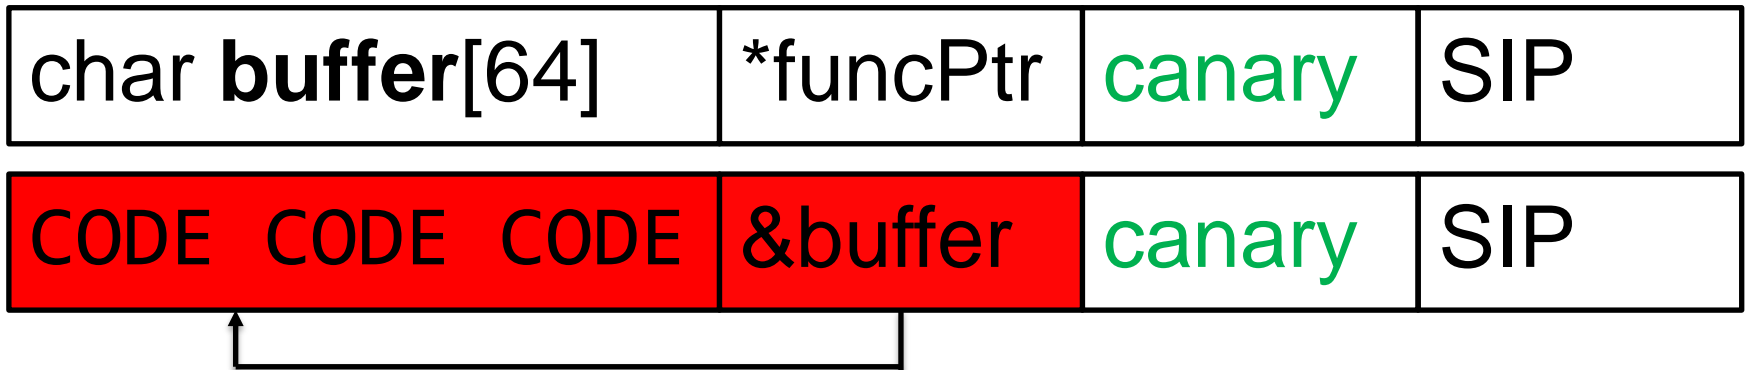 char buffer[64] *funcPtr canary SIP
CODE CODE CODE &buffer canary SIP